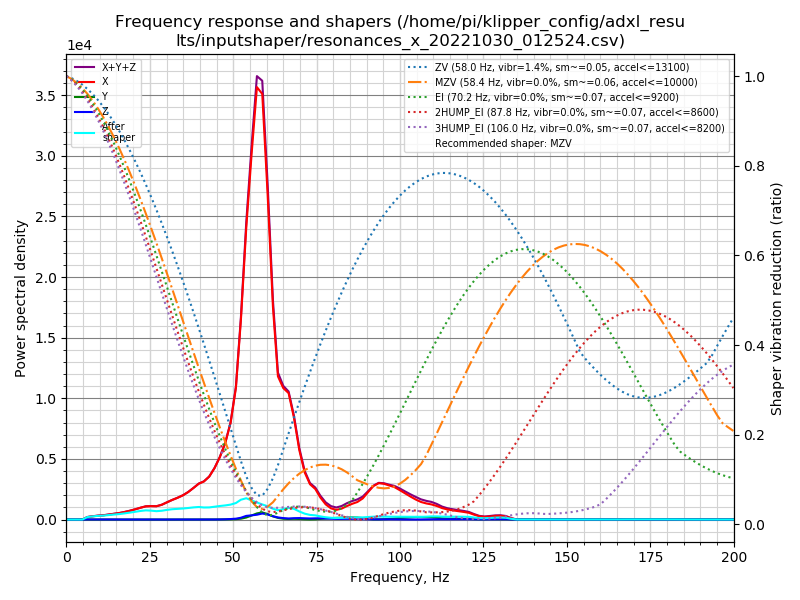 Frequency response and shapers (/home/pi/klipper_config/adxl_resu
lts/inputshaper/resonances_x_20221030_012524.csv)
1e4
X+Y+Z
X
Y
Z
After
shaper
ZV (58.0 Hz, vibr=1.4%, sm~=0.05, accel<=13100)
MZV (58.4 Hz, vibr=0.0%, sm~=0.06, accel<=10000)
EI (70.2 Hz, vibr=0.0%, sm~=0.07, accel<=9200)
2HUMP_EI (87.8 Hz, vibr=0.0%, sm~=0.07, accel<=8600)
3HUMP_EI (106.0 Hz, vibr=0.0%, sm~=0.07, accel<=8200)
Recommended shaper: MZV
Power spectral density
3.5
3.0
2.5
2.0
1.5
1.0
0.5
0.0
1.0
0.8
0.6
0.4
0.2
0.0
Shaper vibration reduction (ratio)
0 25 50 75 100 125 150 175 200
Frequency, Hz